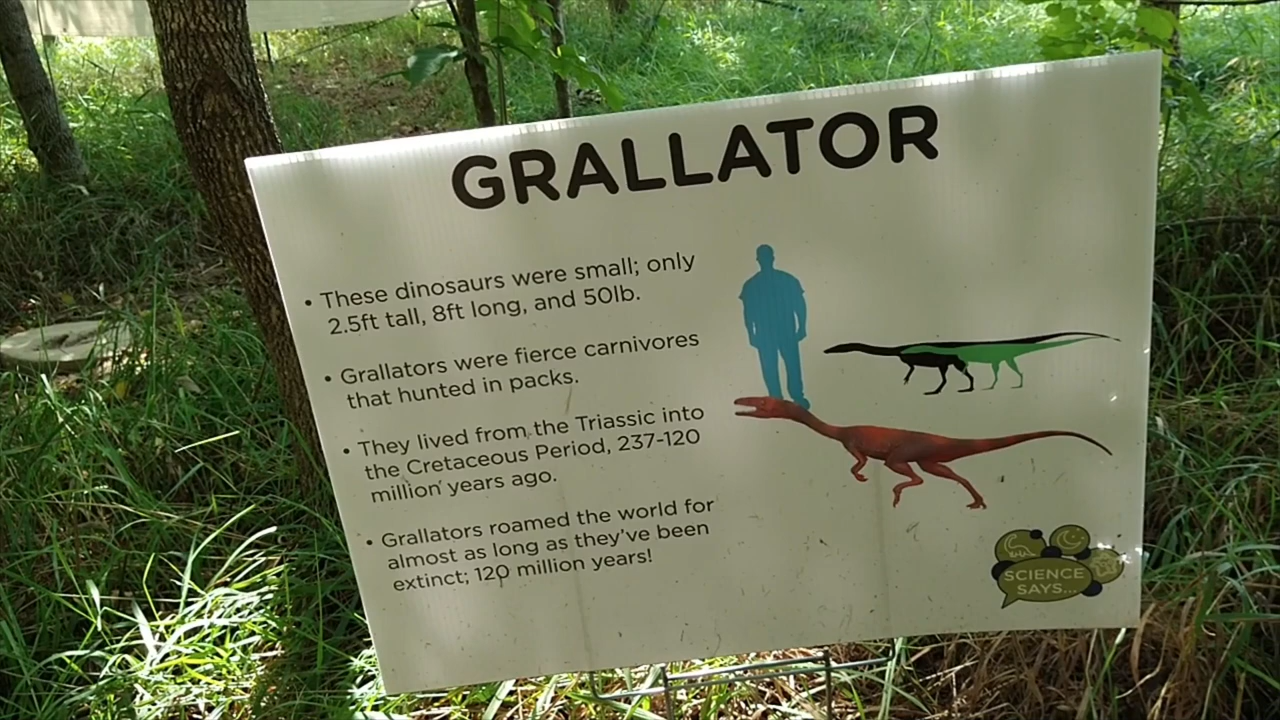 GRALLATOR
• These dinosaurs were small; only
2.5ft tall, 8ft long, and 50lb.
• Grallators were fierce carnivores
that hunted in packs.
• They lived from the Triassic into
the Cretaceous Period, 237-120
million years ago.
• Grallators roamed the world for
almost as long as they've been
extinct; 120 million years!
SCIENCE
SAYS...